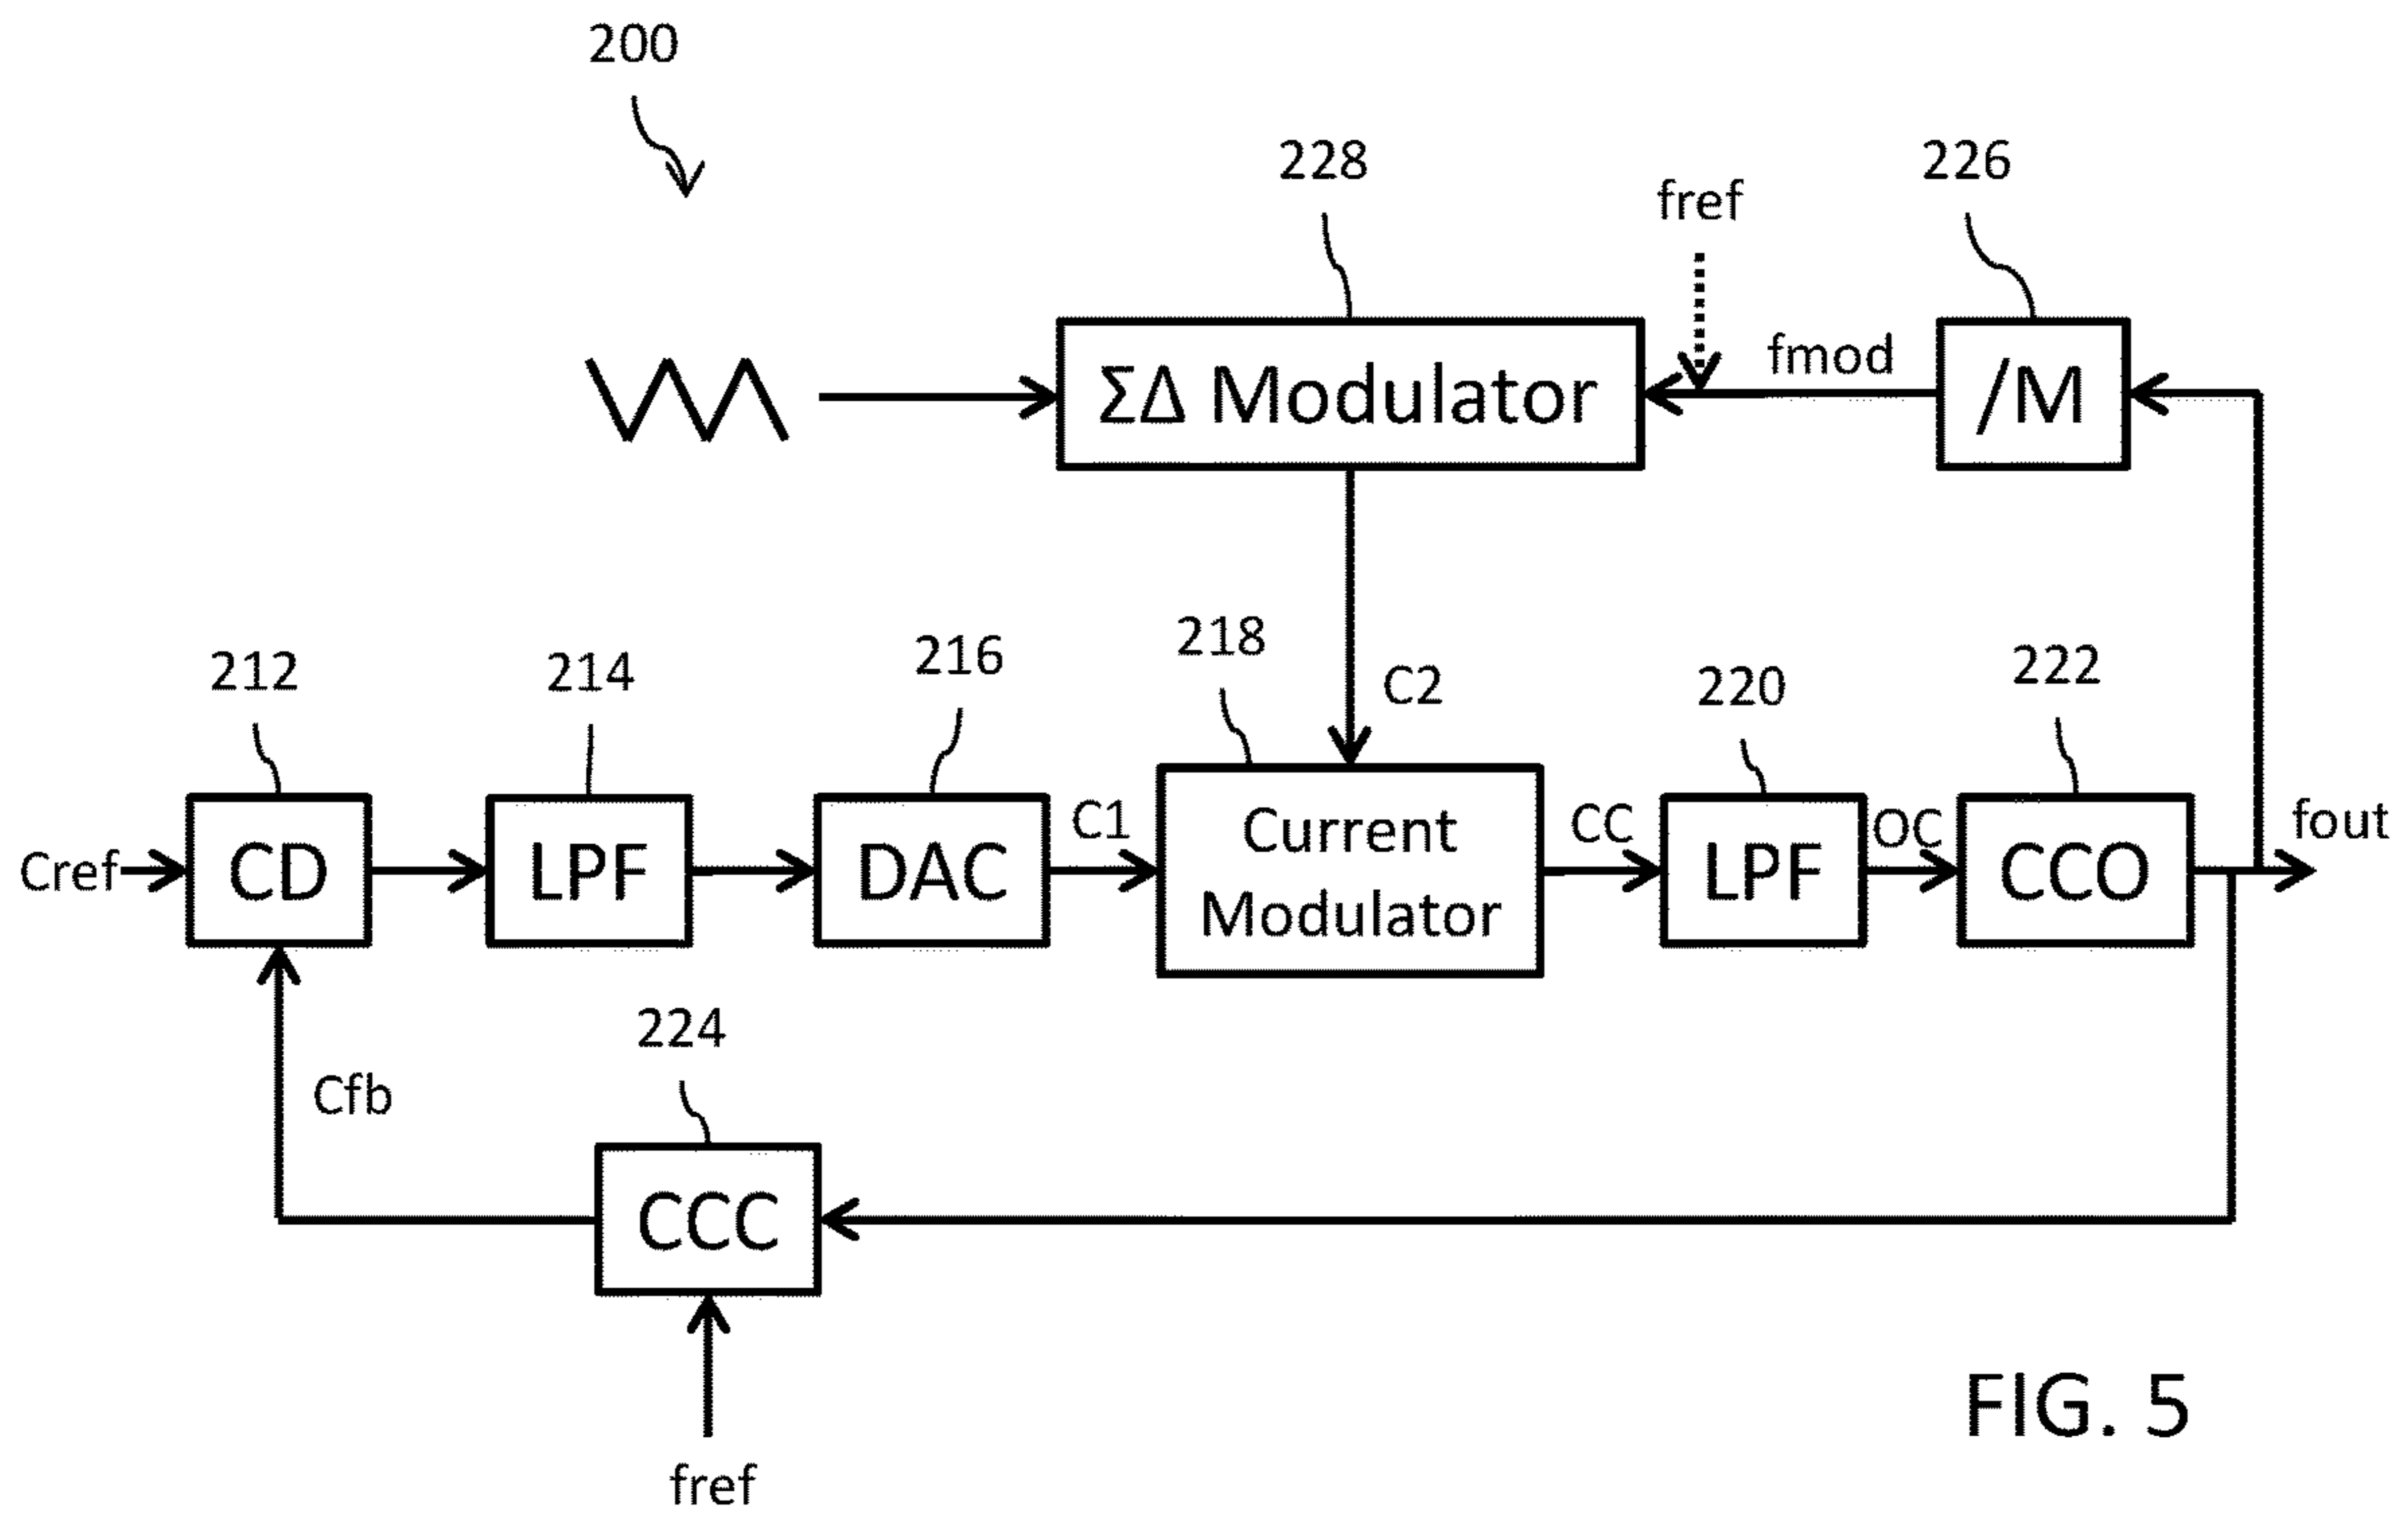 200
228
fref
226
ΣΔ Modulator
fmod
/M
212
214
216
218
C2
220
222
Cref
CD
LPF
DAC
C1
Current
Modulator
CC
LPF
OC
CCO
fout
Cfb
224
CCC
fref
FIG. 5